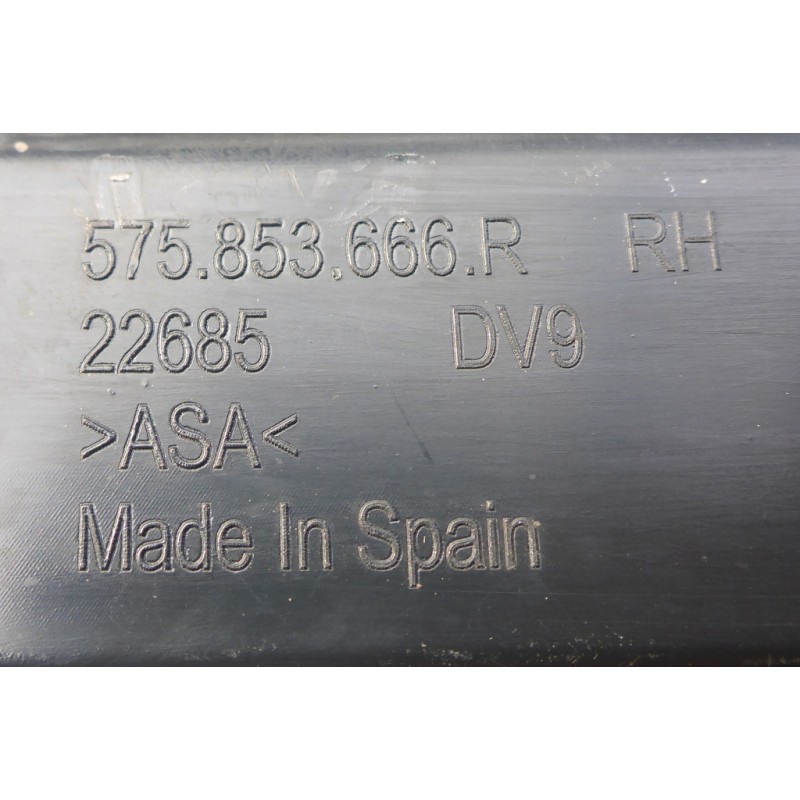 575.853.666.R RH
22685 DV9
>ASA<
Made In Spain